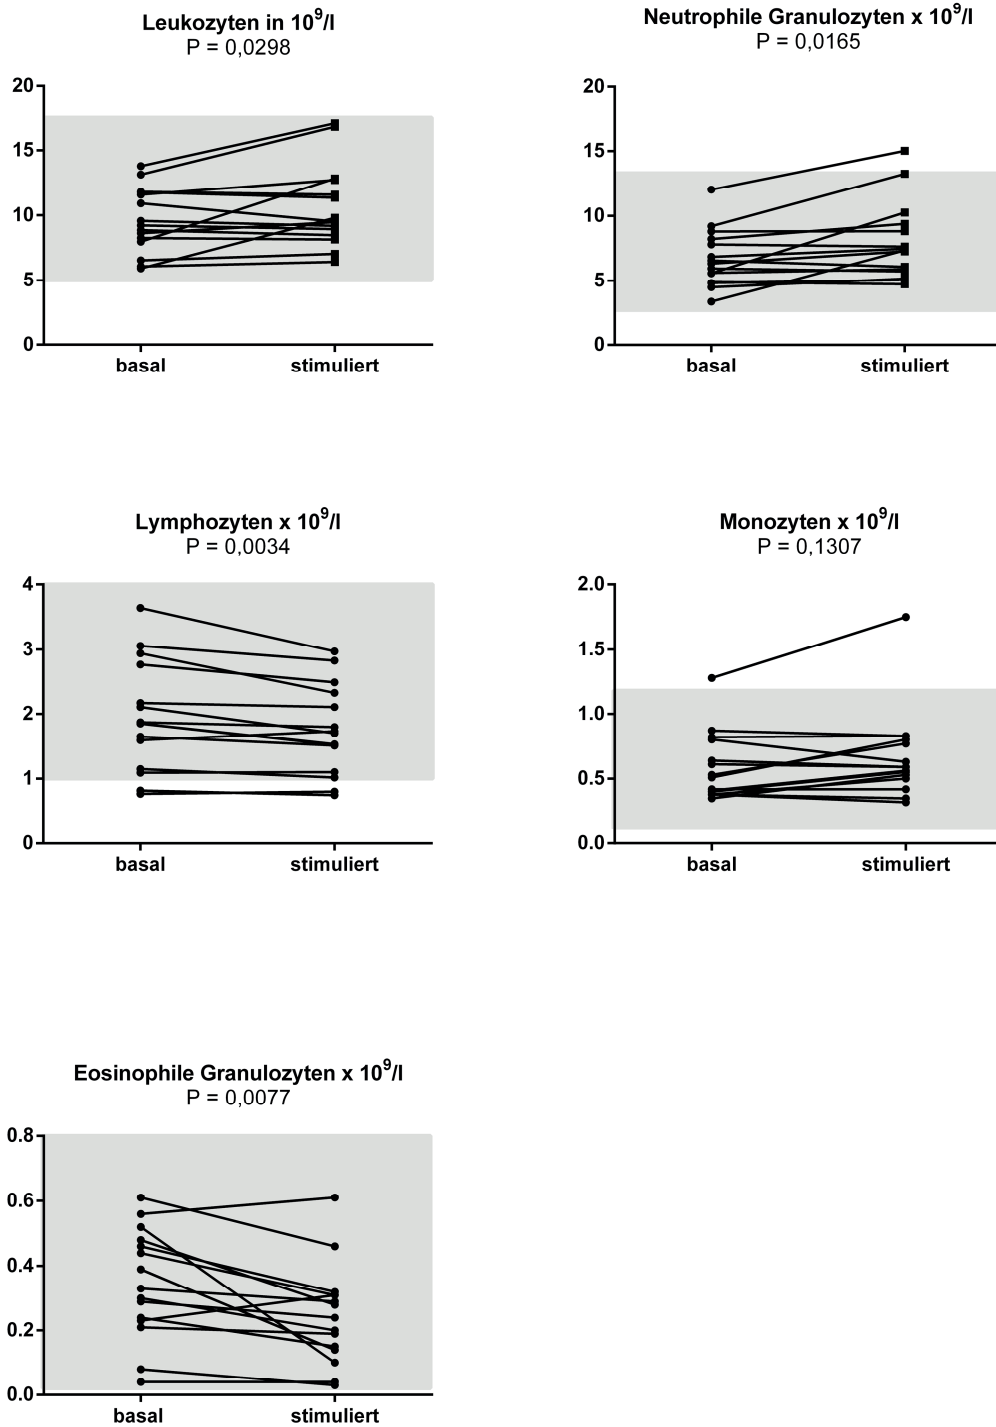 Leukozyten in 10⁹/l
P = 0,0298
20
15
10
5
0
basal stimuliert
Neutrophile Granulozyten x 10⁹/l
P = 0,0165
20
15
10
5
0
basal stimuliert
Lymphozyten x 10⁹/l
P = 0,0034
4
3
2
1
0
basal stimuliert
Monozyten x 10⁹/l
P = 0,1307
2.0
1.5
1.0
0.5
0.0
basal stimuliert
Eosinophile Granulozyten x 10⁹/l
P = 0,0077
0.8
0.6
0.4
0.2
0.0
basal stimuliert